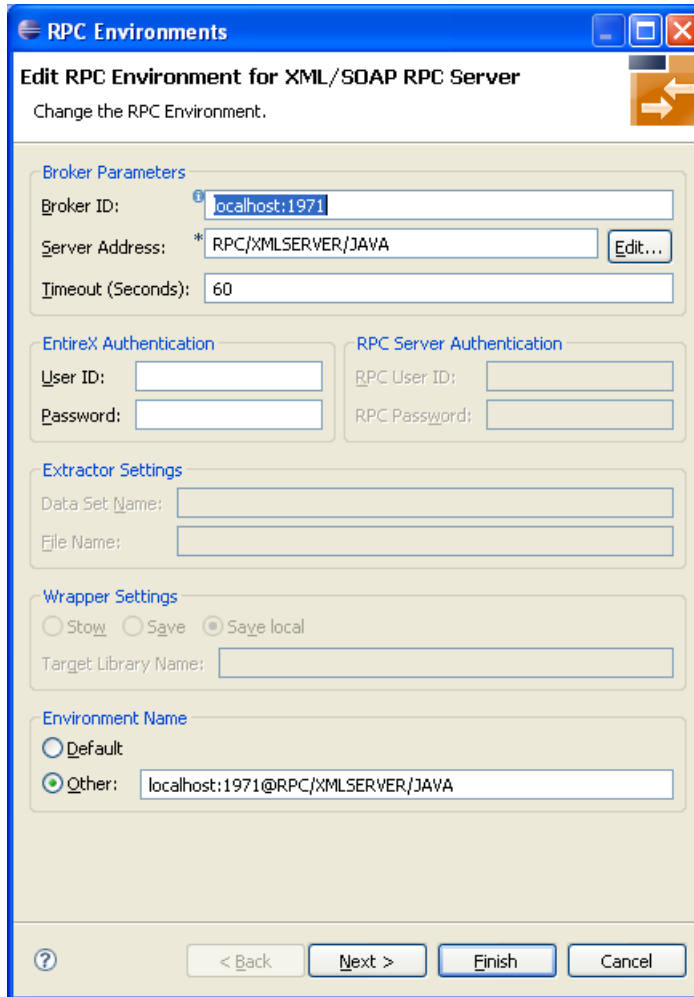 RPC Environments
Edit RPC Environment for XML/SOAP RPC Server
Change the RPC Environment.
Broker Parameters
Broker ID: localhost:1971
Server Address: * RPC/XMLSERVER/JAVA Edit...
Timeout (Seconds): 60
EntireX Authentication RPC Server Authentication
User ID: RPC User ID:
Password: RPC Password:
Extractor Settings
Data Set Name:
File Name:
Wrapper Settings
Stow Save Save local
Target Library Name:
Environment Name
Default
Other: localhost:1971@RPC/XMLSERVER/JAVA
? < Back Next > Finish Cancel